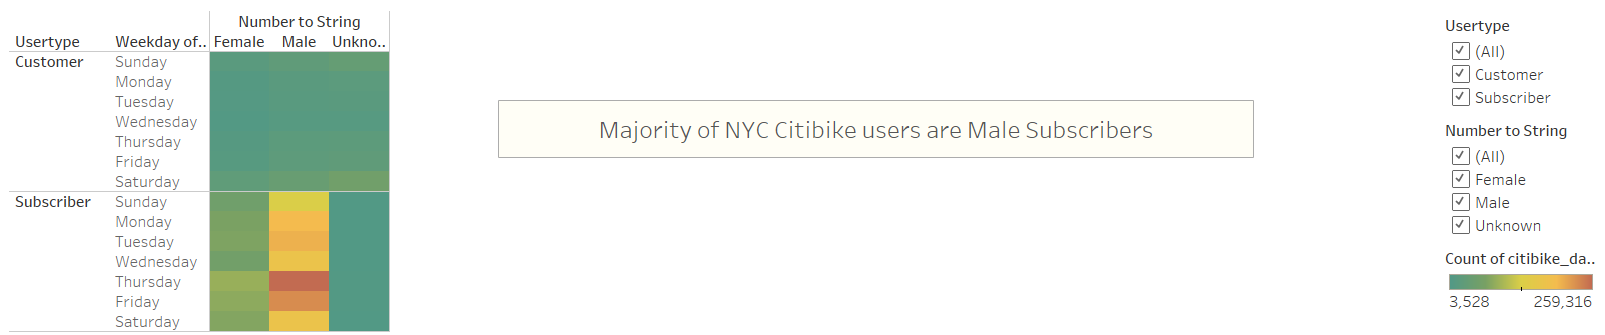 Number to String
Usertype Weekday of.. Female Male Unkno..
Customer Sunday
Monday
Tuesday
Wednesday
Thursday
Friday
Saturday
Subscriber Sunday
Monday
Tuesday
Wednesday
Thursday
Friday
Saturday
Majority of NYC Citibike users are Male Subscribers
Usertype
(All)
Customer
Subscriber
Number to String
(All)
Female
Male
Unknown
Count of citibike_da..
3,528 259,316